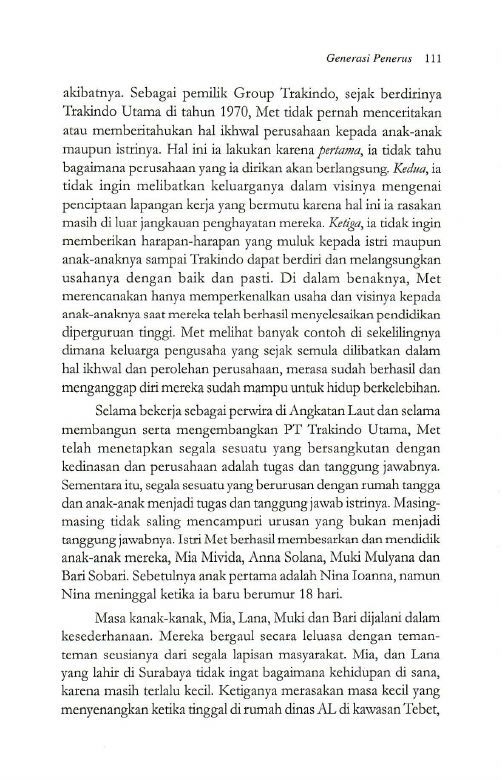 Generasi Penerus 111
akibatnya. Sebagai pemilik Group Trakindo, sejak berdirinya
Trakindo Utama di tahun 1970, Met tidak pernah menceritakan
atau memberitahukan hal ikhwal perusahaan kepada anak-anak
maupun istrinya. Hal ini ia lakukan karena pertama, ia tidak tahu
bagaimana perusahaan yang ia dirikan akan berlangsung. Kedua, ia
tidak ingin melibatkan keluarganya dalam visinya mengenai
penciptaan lapangan kerja yang bermutu karena hal ini ia rasakan
masih di luar jangkauan penghayatan mereka. Ketiga, ia tidak ingin
memberikan harapan-harapan yang muluk kepada istri maupun
anak-anaknya sampai Trakindo dapat berdiri dan melangsungkan
usahanya dengan baik dan pasti. Di dalam benaknya, Met
merencanakan hanya memperkenalkan usaha dan visinya kepada
anak-anaknya saat mereka telah berhasil menyelesaikan pendidikan
diperguruan tinggi. Met melihat banyak contoh di sekelilingnya
dimana keluarga pengusaha yang sejak semula dilibatkan dalam
hal ikhwal dan perolehan perusahaan, merasa sudah berhasil dan
menganggap diri mereka sudah mampu untuk hidup berkelebihan.
Selama bekerja sebagai perwira di Angkatan Laut dan selama
membangun serta mengembangkan PT Trakindo Utama, Met
telah menetapkan segala sesuatu yang bersangkutan dengan
kedinasan dan perusahaan adalah tugas dan tanggung jawabnya.
Sementara itu, segala sesuatu yang berurusan dengan rumah tangga
dan anak-anak menjadi tugas dan tanggung jawab istrinya. Masing-
masing tidak saling mencampuri urusan yang bukan menjadi
tanggung jawabnya. Istri Met berhasil membesarkan dan mendidik
anak-anak mereka, Mia Mivida, Anna Solana, Muki Mulyana dan
Bari Sobari. Sebetulnya anak pertama adalah Nina Ioanna, namun
Nina meninggal ketika ia baru berumur 18 hari.
Masa kanak-kanak, Mia, Lana, Muki dan Bari dijalani dalam
kesederhanaan. Mereka bergaul secara leluasa dengan teman-
teman seusianya dari segala lapisan masyarakat. Mia, dan Lana
yang lahir di Surabaya tidak ingat bagaimana kehidupan di sana,
karena masih terlalu kecil. Ketiganya merasakan masa kecil yang
menyenangkan ketika tinggal di rumah dinas AL di kawasan Tebet,